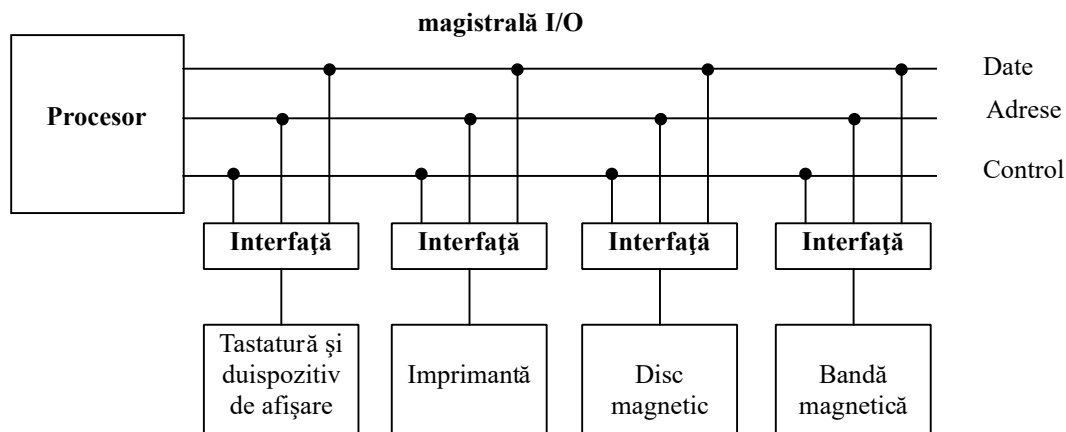 magistrală I/O
Date
Procesor
Adrese
Control
Interfaţă
Interfaţă
Interfaţă
Interfaţă
Tastatură şi
duispozitiv
de afişare
Imprimantă
Disc
magnetic
Bandă
magnetică